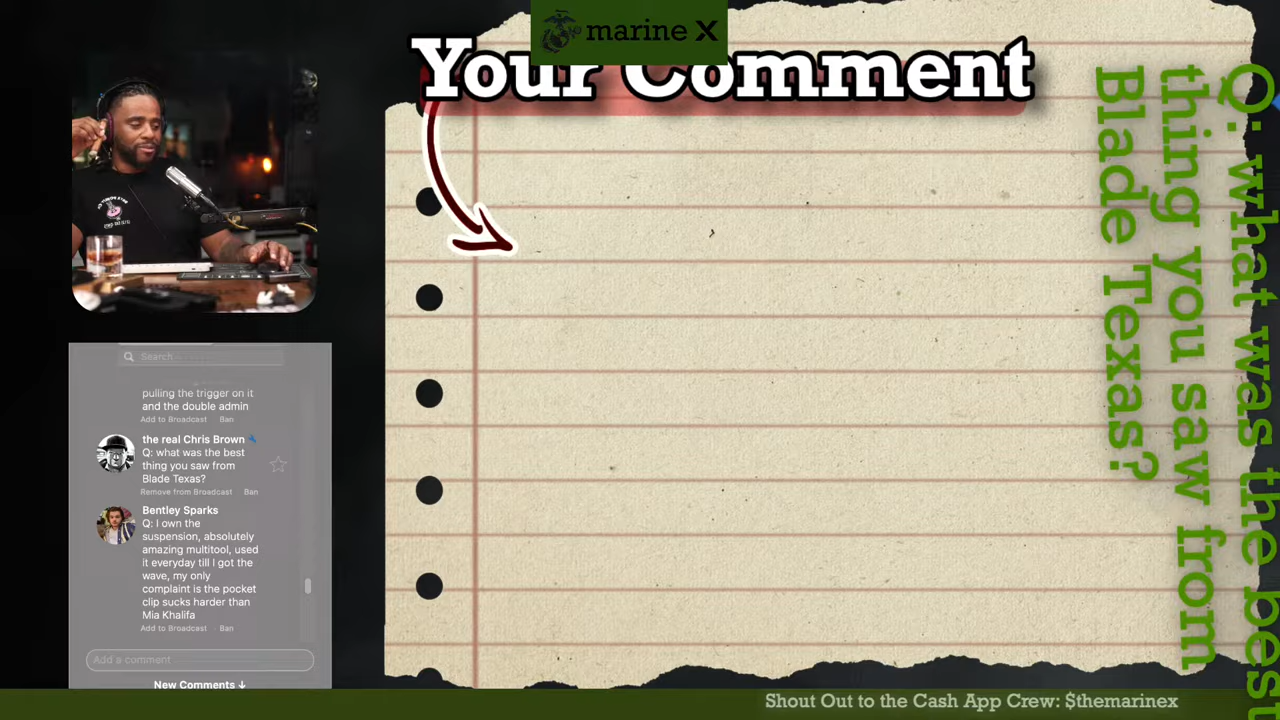 marine X
Your Comment
Q: what was the best
thing you saw from
Blade Texas?
Search
pulling the trigger on it
and the double admin
Add to Broadcast Ban
the real Chris Brown
Q: what was the best
thing you saw from
Blade Texas?
Remove from Broadcast Ban
Bentley Sparks
Q: I own the
suspension, absolutely
amazing multitool, used
it everyday till I got the
wave, my only
complaint is the pocket
clip sucks harder than
Mia Khalifa
Add to Broadcast · Ban
Add a comment
New Comments ↓
Shout Out to the Cash App Crew: $themarinex